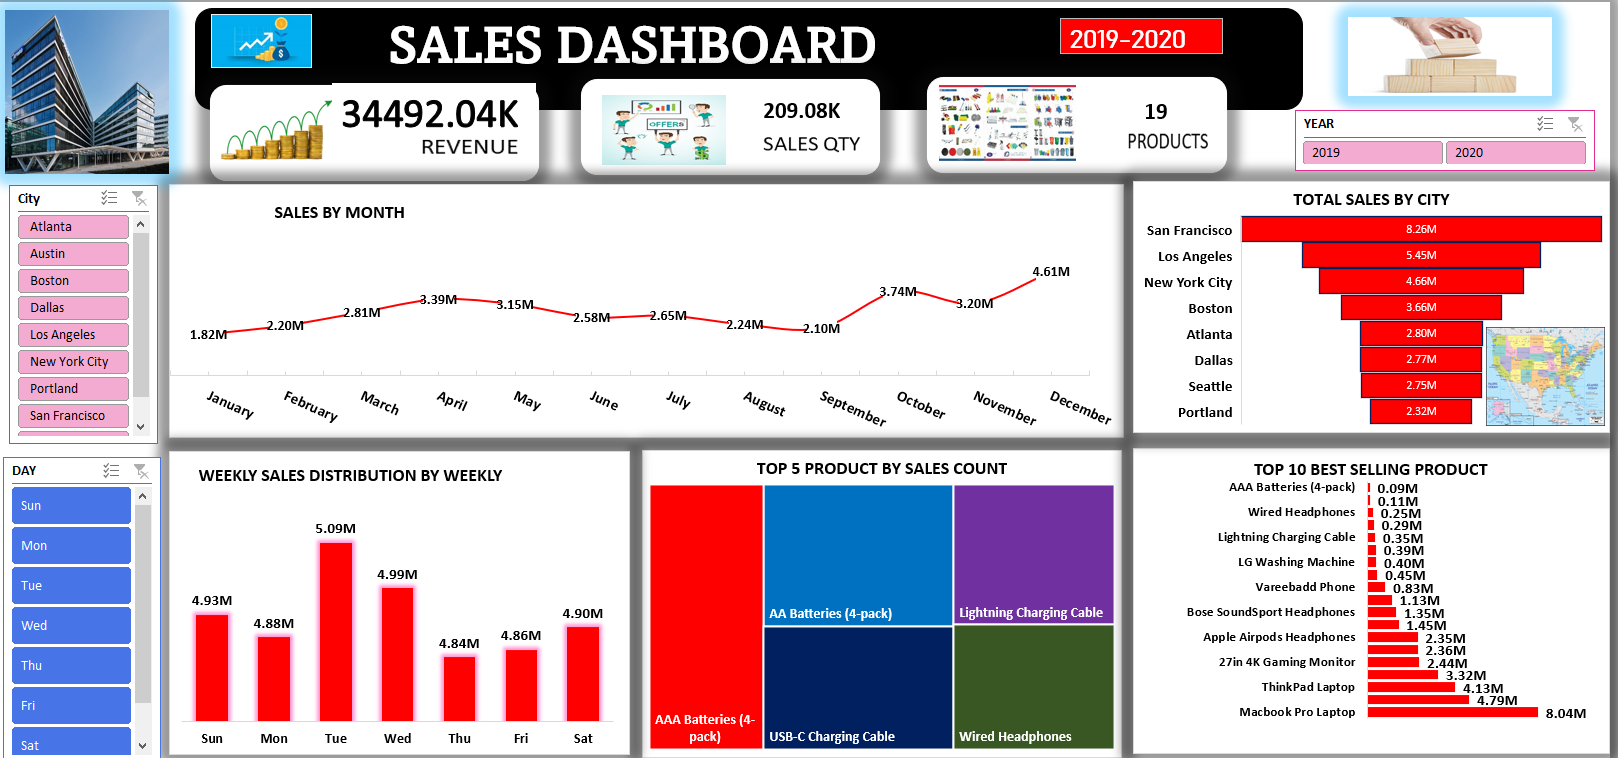 SALES DASHBOARD
2019-2020
34492.04K
REVENUE
OFFERS
209.08K
SALES QTY
19
PRODUCTS
YEAR
2019
2020
City
Atlanta
Austin
Boston
Dallas
Los Angeles
New York City
Portland
San Francisco
SALES BY MONTH
1.82M
2.20M
2.81M
3.39M
3.15M
2.58M
2.65M
2.24M
2.10M
3.74M
3.20M
4.61M
January
February
March
April
May
June
July
August
September
October
November
December
TOTAL SALES BY CITY
San Francisco 8.26M
Los Angeles 5.45M
New York City 4.66M
Boston 3.66M
Atlanta 2.80M
Dallas 2.77M
Seattle 2.75M
Portland 2.32M
DAY
Sun
Mon
Tue
Wed
Thu
Fri
Sat
WEEKLY SALES DISTRIBUTION BY WEEKLY
4.93M
4.88M
5.09M
4.99M
4.84M
4.86M
4.90M
Sun
Mon
Tue
Wed
Thu
Fri
Sat
TOP 5 PRODUCT BY SALES COUNT
AAA Batteries (4-
pack)
AA Batteries (4-pack)
USB-C Charging Cable
Lightning Charging Cable
Wired Headphones
TOP 10 BEST SELLING PRODUCT
AAA Batteries (4-pack) 0.09M
0.11M
Wired Headphones 0.25M
0.29M
Lightning Charging Cable 0.35M
0.39M
LG Washing Machine 0.40M
0.45M
Vareebadd Phone 0.83M
1.13M
Bose SoundSport Headphones 1.35M
1.45M
Apple Airpods Headphones 2.35M
2.36M
27in 4K Gaming Monitor 2.44M
3.32M
ThinkPad Laptop 4.13M
4.79M
Macbook Pro Laptop 8.04M